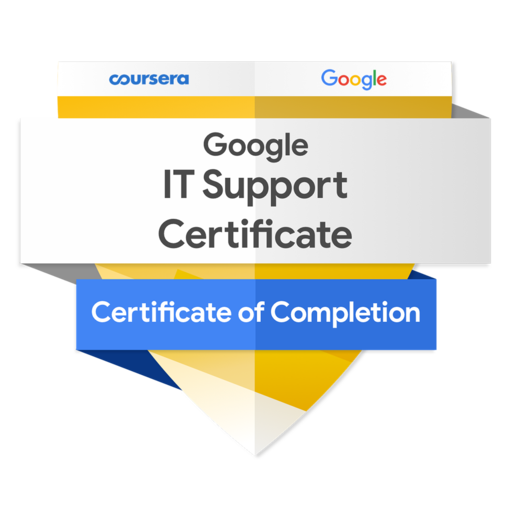 coursera Google
Google
IT Support
Certificate
Certificate of Completion